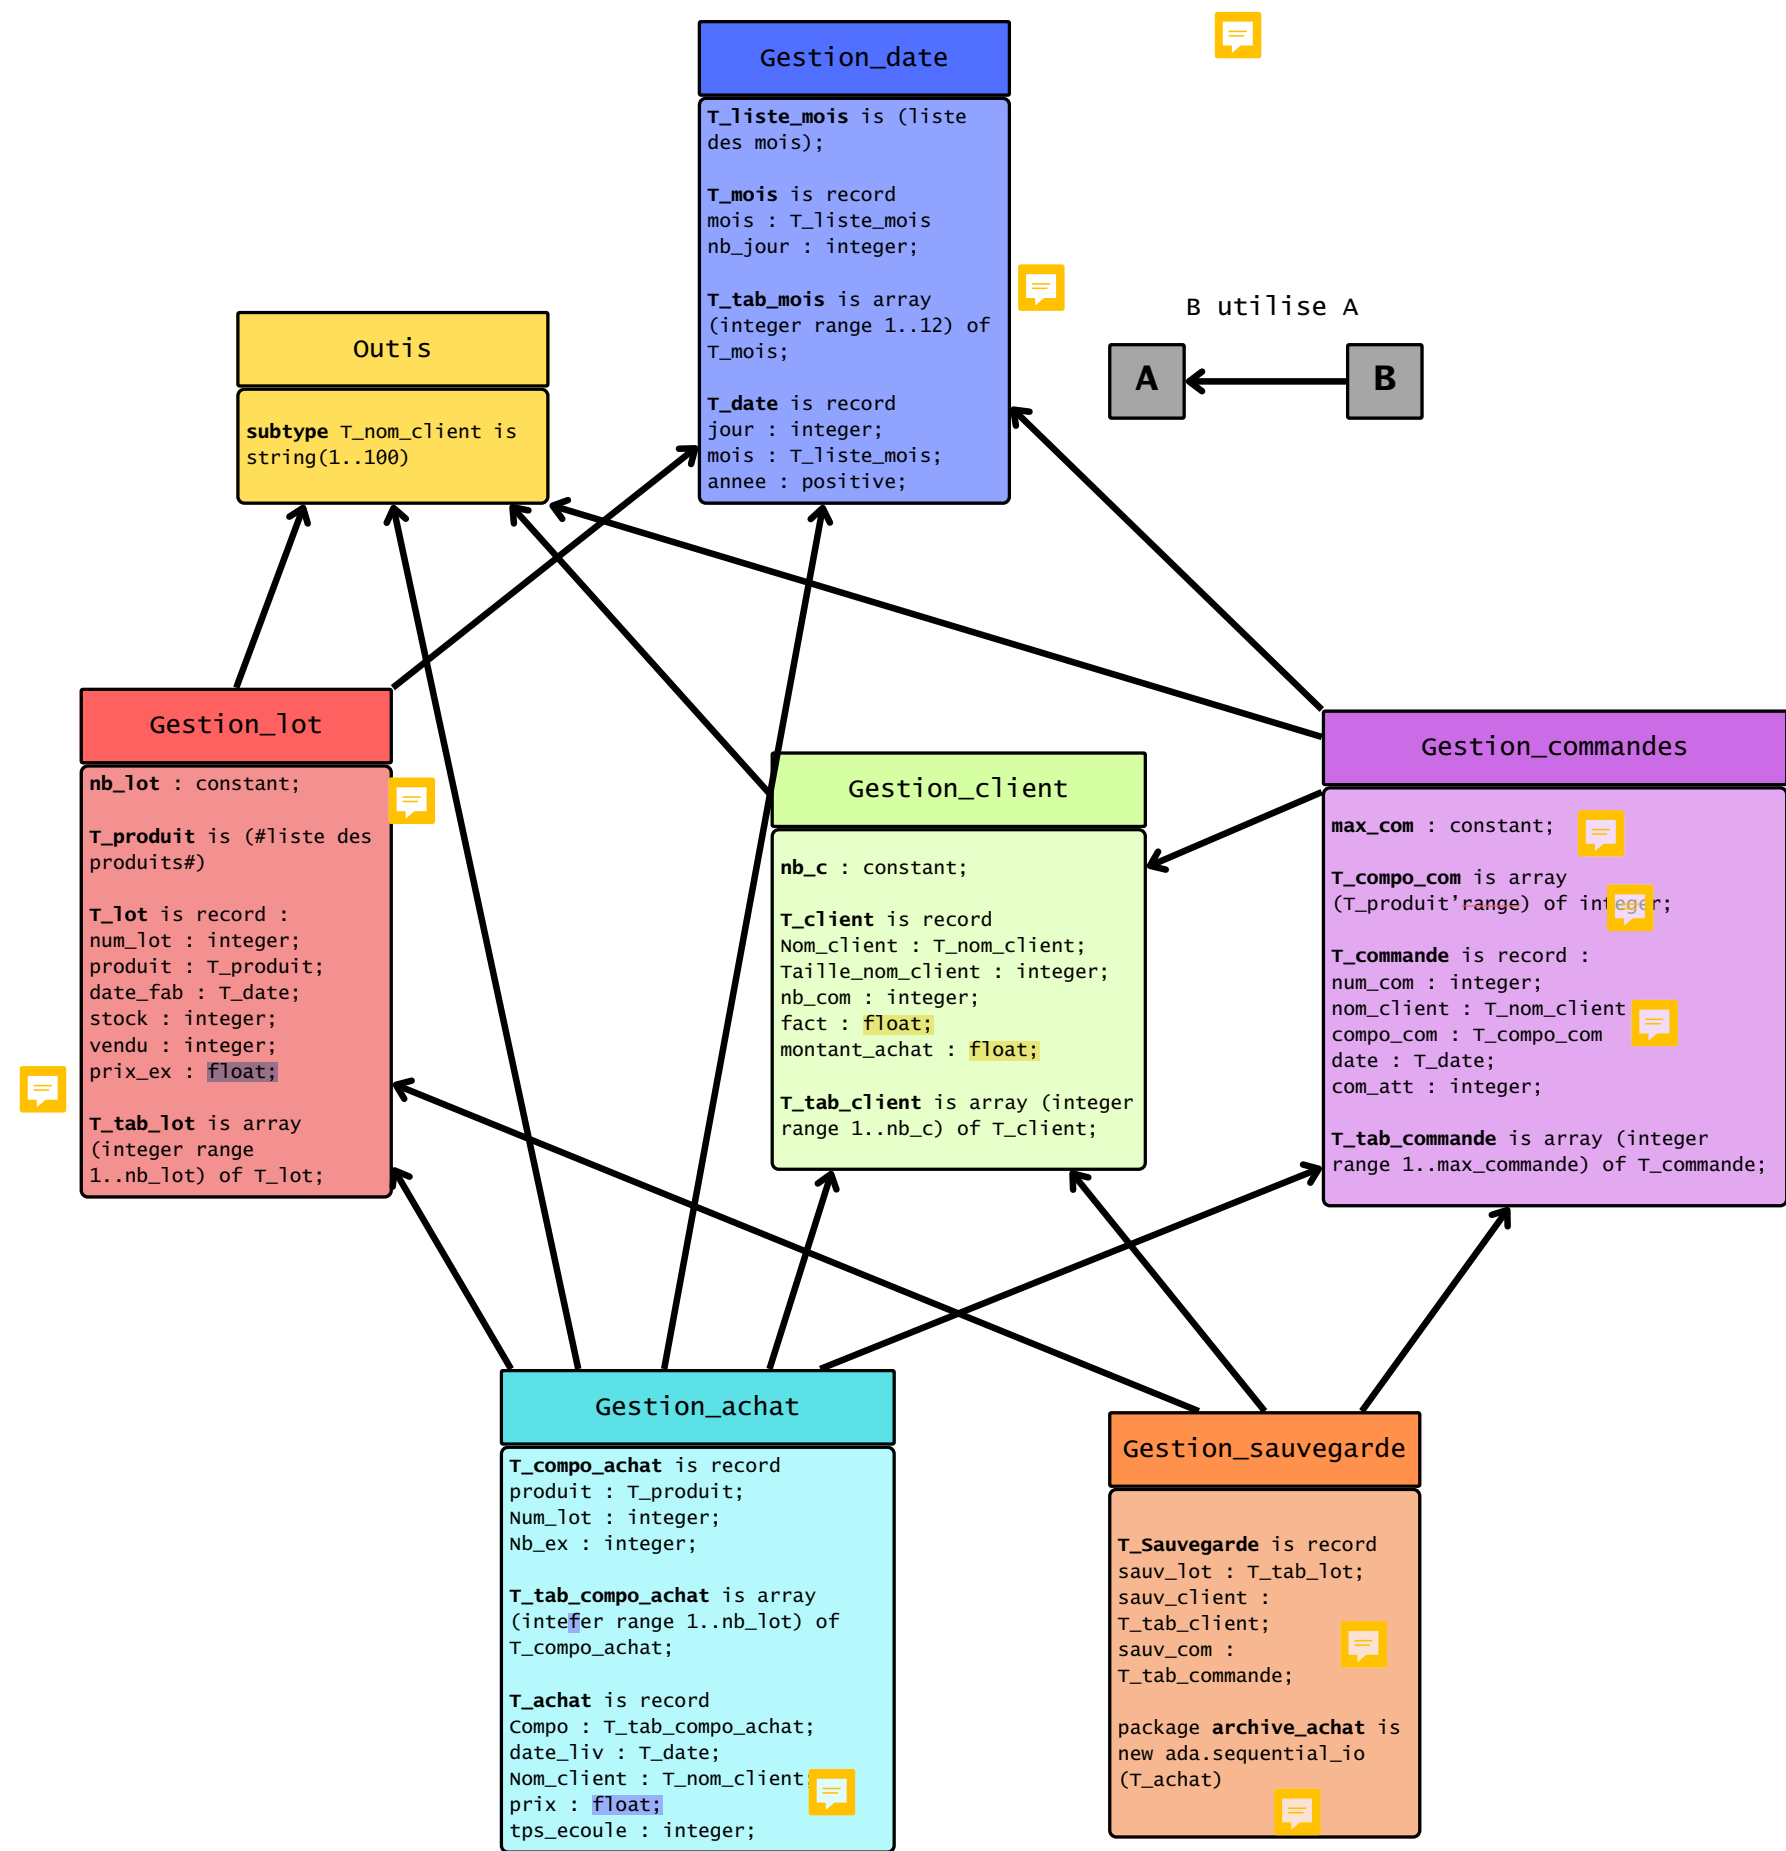 Gestion_date
T_liste_mois is (liste
des mois);
T_mois is record
mois : T_liste_mois
nb_jour : integer;
T_tab_mois is array
(integer range 1..12) of
T_mois;
T_date is record
jour : integer;
mois : T_liste_mois;
annee : positive;
B utilise A
A
B
Outis
subtype T_nom_client is
string(1..100)
Gestion_lot
nb_lot : constant;
T_produit is (#liste des
produits#)
T_lot is record :
num_lot : integer;
produit : T_produit;
date_fab : T_date;
stock : integer;
vendu : integer;
prix_ex : float;
T_tab_lot is array
(integer range
1..nb_lot) of T_lot;
Gestion_client
nb_c : constant;
T_client is record
Nom_client : T_nom_client;
Taille_nom_client : integer;
nb_com : integer;
fact : float;
montant_achat : float;
T_tab_client is array (integer
range 1..nb_c) of T_client;
Gestion_commandes
max_com : constant;
T_compo_com is array
(T_produit'range) of integer;
T_commande is record :
num_com : integer;
nom_client : T_nom_client
compo_com : T_compo_com
date : T_date;
com_att : integer;
T_tab_commande is array (integer
range 1..max_commande) of T_commande;
Gestion_achat
T_compo_achat is record
produit : T_produit;
Num_lot : integer;
Nb_ex : integer;
T_tab_compo_achat is array
(intefer range 1..nb_lot) of
T_compo_achat;
T_achat is record
Compo : T_tab_compo_achat;
date_liv : T_date;
Nom_client : T_nom_client;
prix : float;
tps_ecoule : integer;
Gestion_sauvegarde
T_Sauvegarde is record
sauv_lot : T_tab_lot;
sauv_client :
T_tab_client;
sauv_com :
T_tab_commande;
package archive_achat is
new ada.sequential_io
(T_achat)